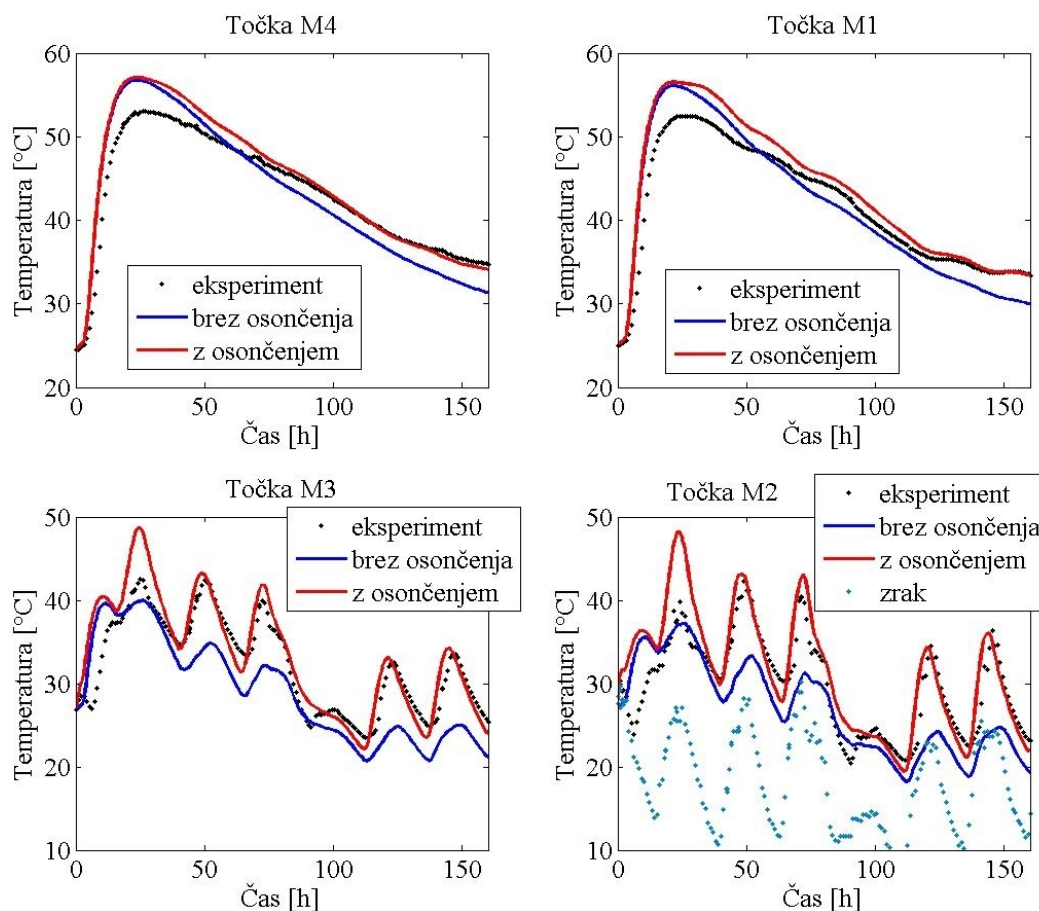 Točka M4
Temperatura [°C]
60
50
40
30
20
eksperiment
brez osončenja
z osončenjem
0
50
100
150
Čas [h]
Točka M1
Temperatura [°C]
60
50
40
30
20
eksperiment
brez osončenja
z osončenjem
0
50
100
150
Čas [h]
Točka M3
Temperatura [°C]
50
40
30
20
10
eksperiment
brez osončenja
z osončenjem
0
50
100
150
Čas [h]
Točka M2
Temperatura [°C]
50
40
30
20
10
eksperiment
brez osončenja
z osončenjem
zrak
0
50
100
150
Čas [h]